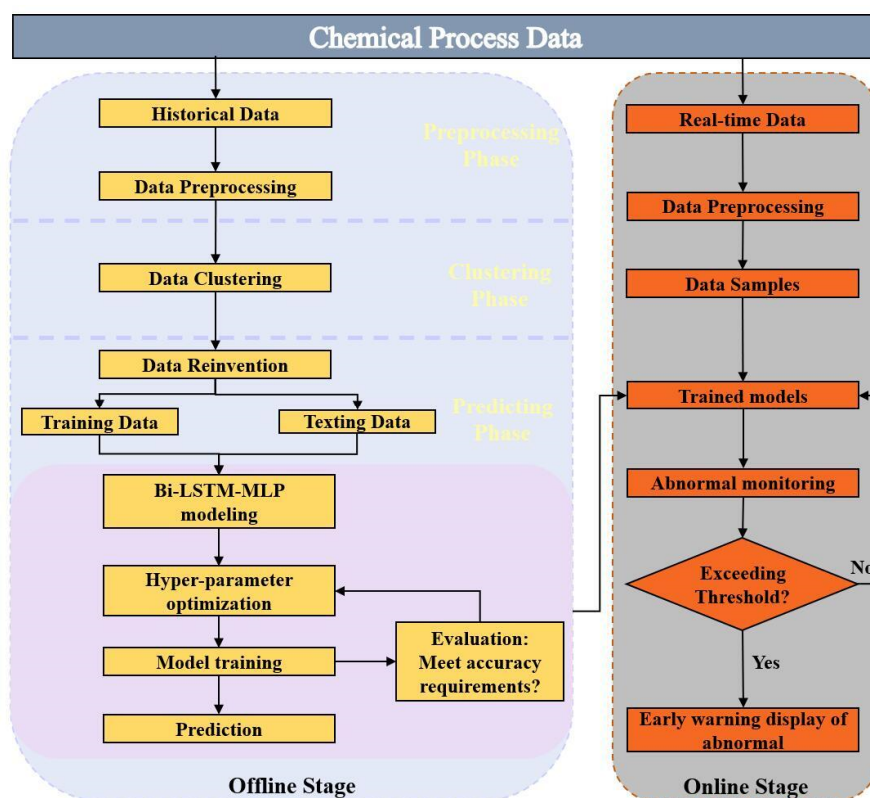 Chemical Process Data
Historical Data
Preprocessing
Phase
Data Preprocessing
Data Clustering
Clustering
Phase
Data Reinvention
Training Data
Texting Data
Predicting
Phase
Bi-LSTM-MLP
modeling
Hyper-parameter
optimization
Model training
Evaluation:
Meet accuracy
requirements?
Prediction
Offline Stage
Real-time Data
Data Preprocessing
Data Samples
Trained models
Abnormal monitoring
Exceeding
Threshold?
No
Yes
Early warning display of
abnormal
Online Stage